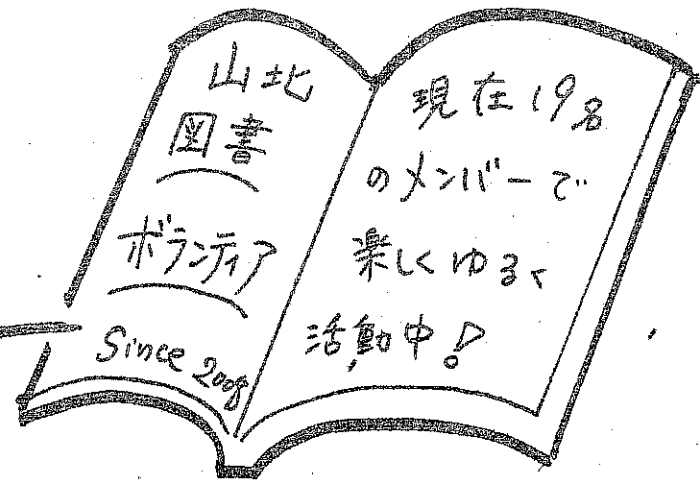 山北
図書
ボランティア
Since 2008
現在19名
のメンバーで
楽しくゆるく
活動中!